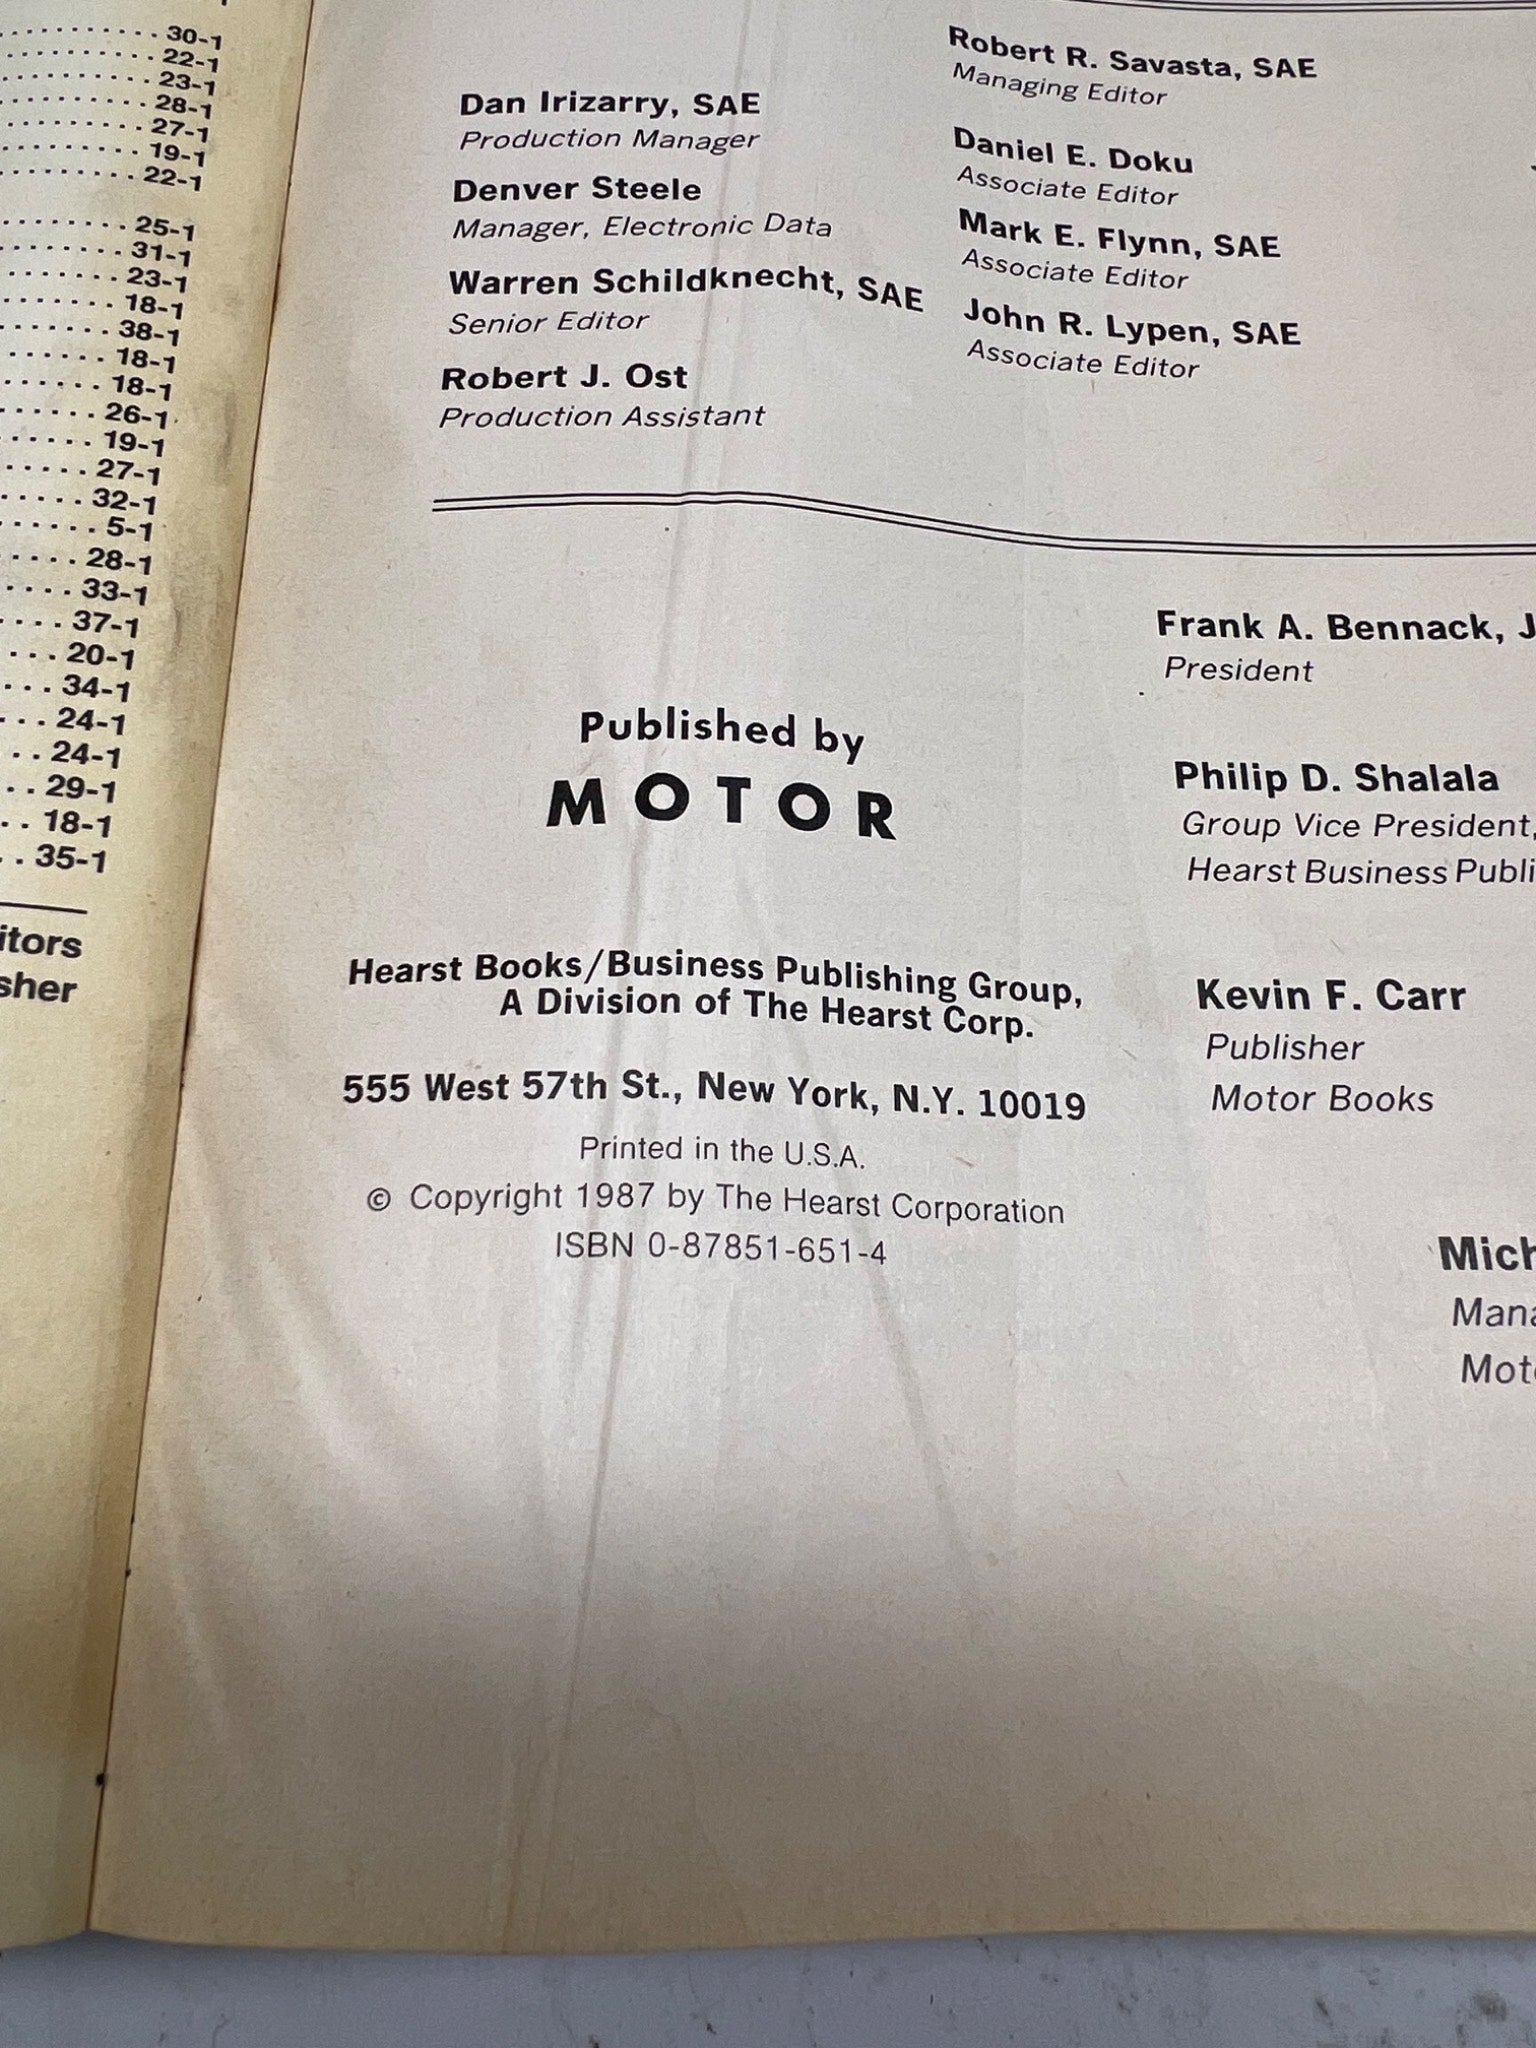 30-1
22-1
23-1
28-1
27-1
19-1
22-1
25-1
31-1
23-1
18-1
38-1
18-1
18-1
26-1
19-1
27-1
32-1
5-1
28-1
33-1
37-1
20-1
34-1
24-1
24-1
29-1
18-1
35-1
itors
sher
Dan Irizarry, SAE
Production Manager
Denver Steele
Manager, Electronic Data
Warren Schildknecht, SAE
Senior Editor
Robert J. Ost
Production Assistant
Robert R. Savasta, SAE
Managing Editor
Daniel E. Doku
Associate Editor
Mark E. Flynn, SAE
Associate Editor
John R. Lypen, SAE
Associate Editor
Published by
MOTOR
Hearst Books/Business Publishing Group,
A Division of The Hearst Corp.
555 West 57th St., New York, N.Y. 10019
Printed in the U.S.A.
© Copyright 1987 by The Hearst Corporation
ISBN 0-87851-651-4
Frank A. Bennack, J
President
Philip D. Shalala
Group Vice President,
Hearst Business Publi
Kevin F. Carr
Publisher
Motor Books
Mich
Mana
Moto